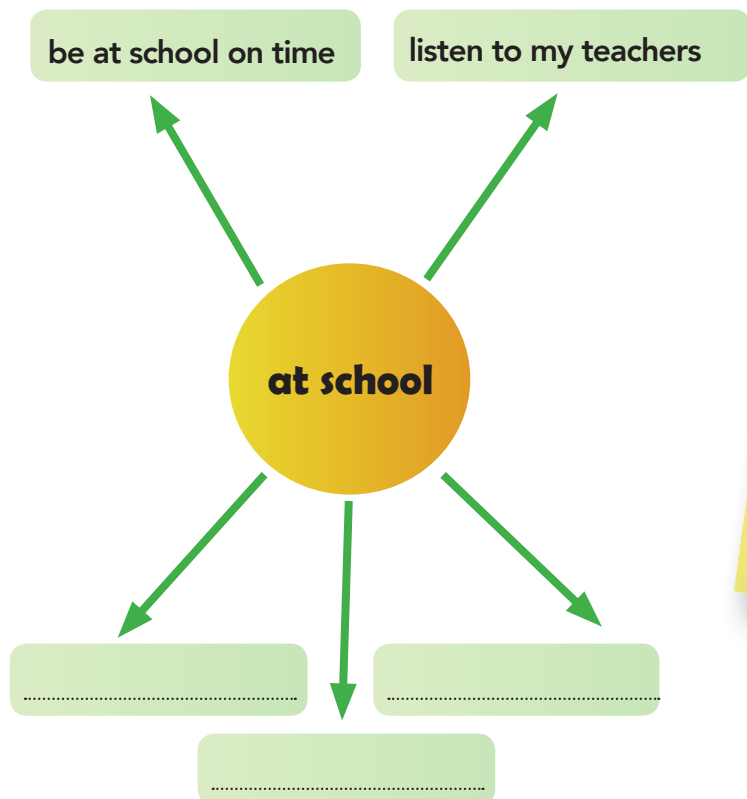 be at school on time
listen to my teachers
at school